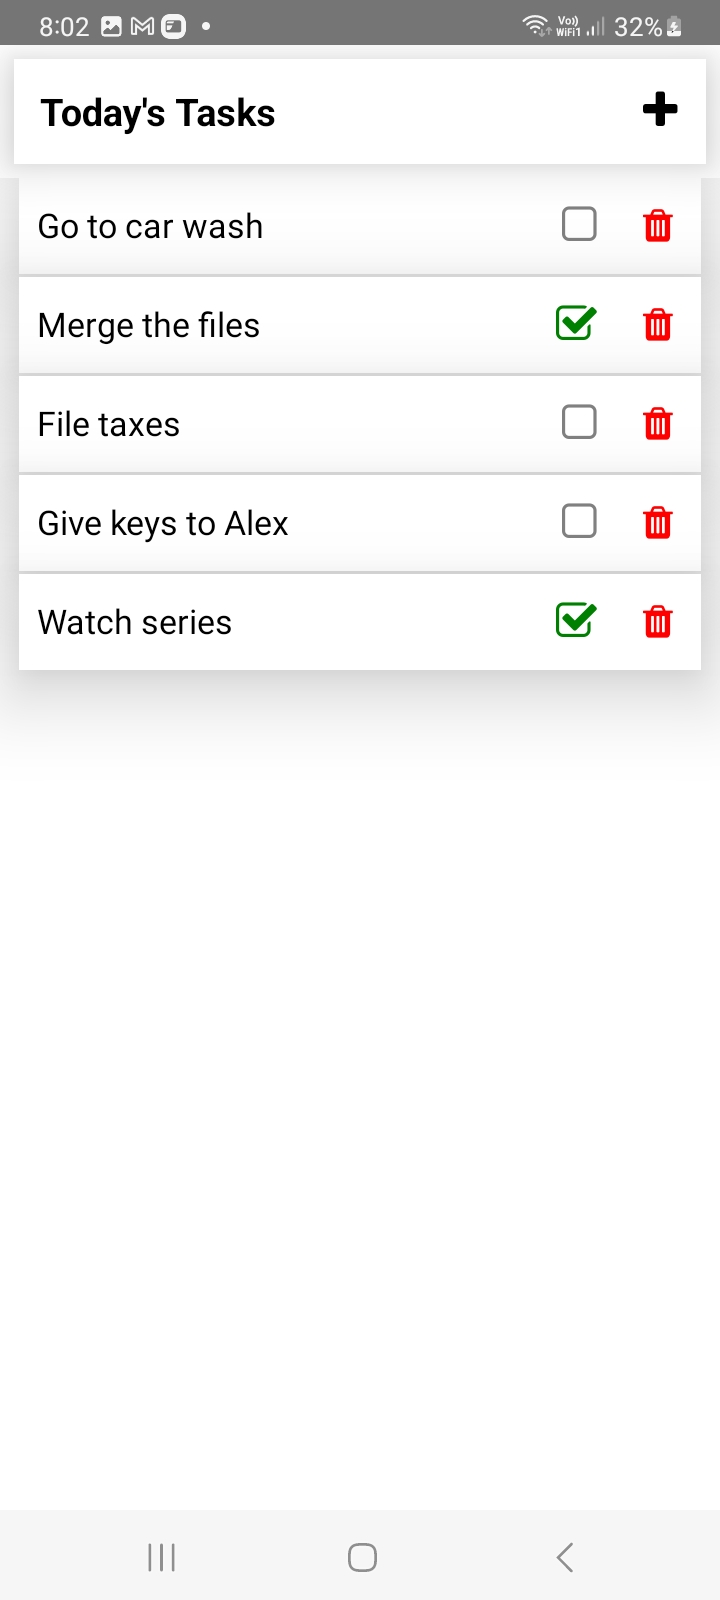 8:02 Vo)) WiFi1 32%
Today's Tasks
Go to car wash
Merge the files
File taxes
Give keys to Alex
Watch series